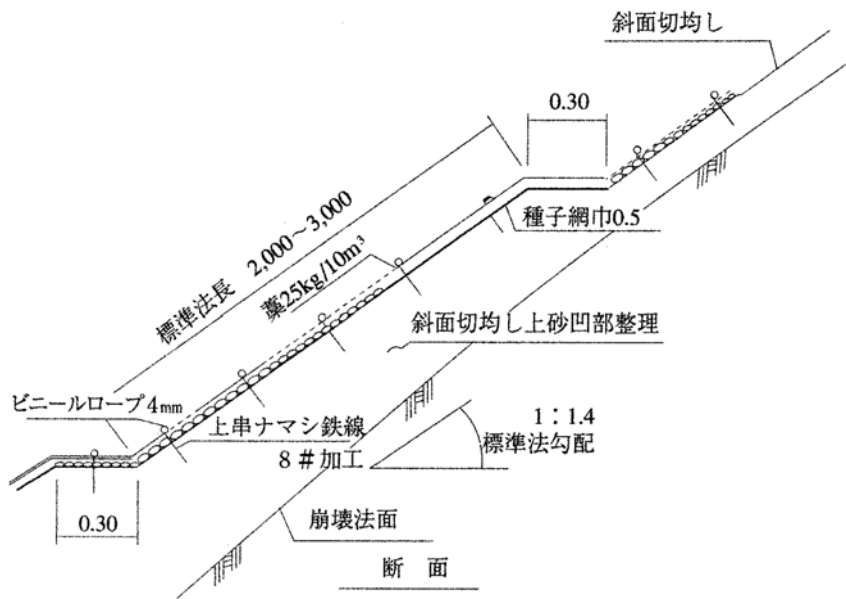 斜面切均し
0.30
標準法長 2,000～3,000
種子網巾0.5
藁25kg/10m³
斜面切均し上砂凹部整理
ビニールロープ4mm
上串ナマシ鉄線
8#加工
1：1.4
標準法勾配
0.30
崩壊法面
断 面